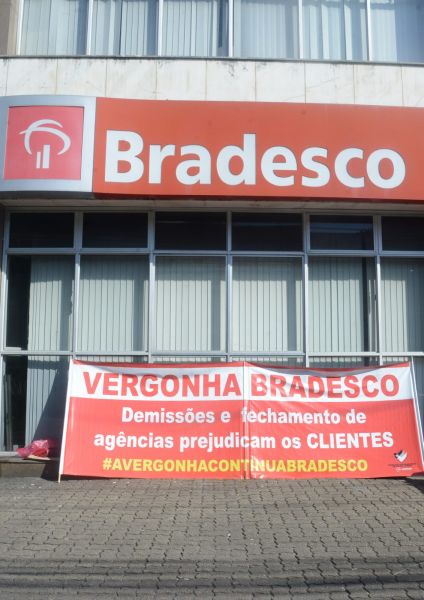 Bradesco
VERGONHA BRADESCO
Demissões e fechamento de
agências prejudicam os CLIENTES
#AVERGONHACONTINUABRADESCO